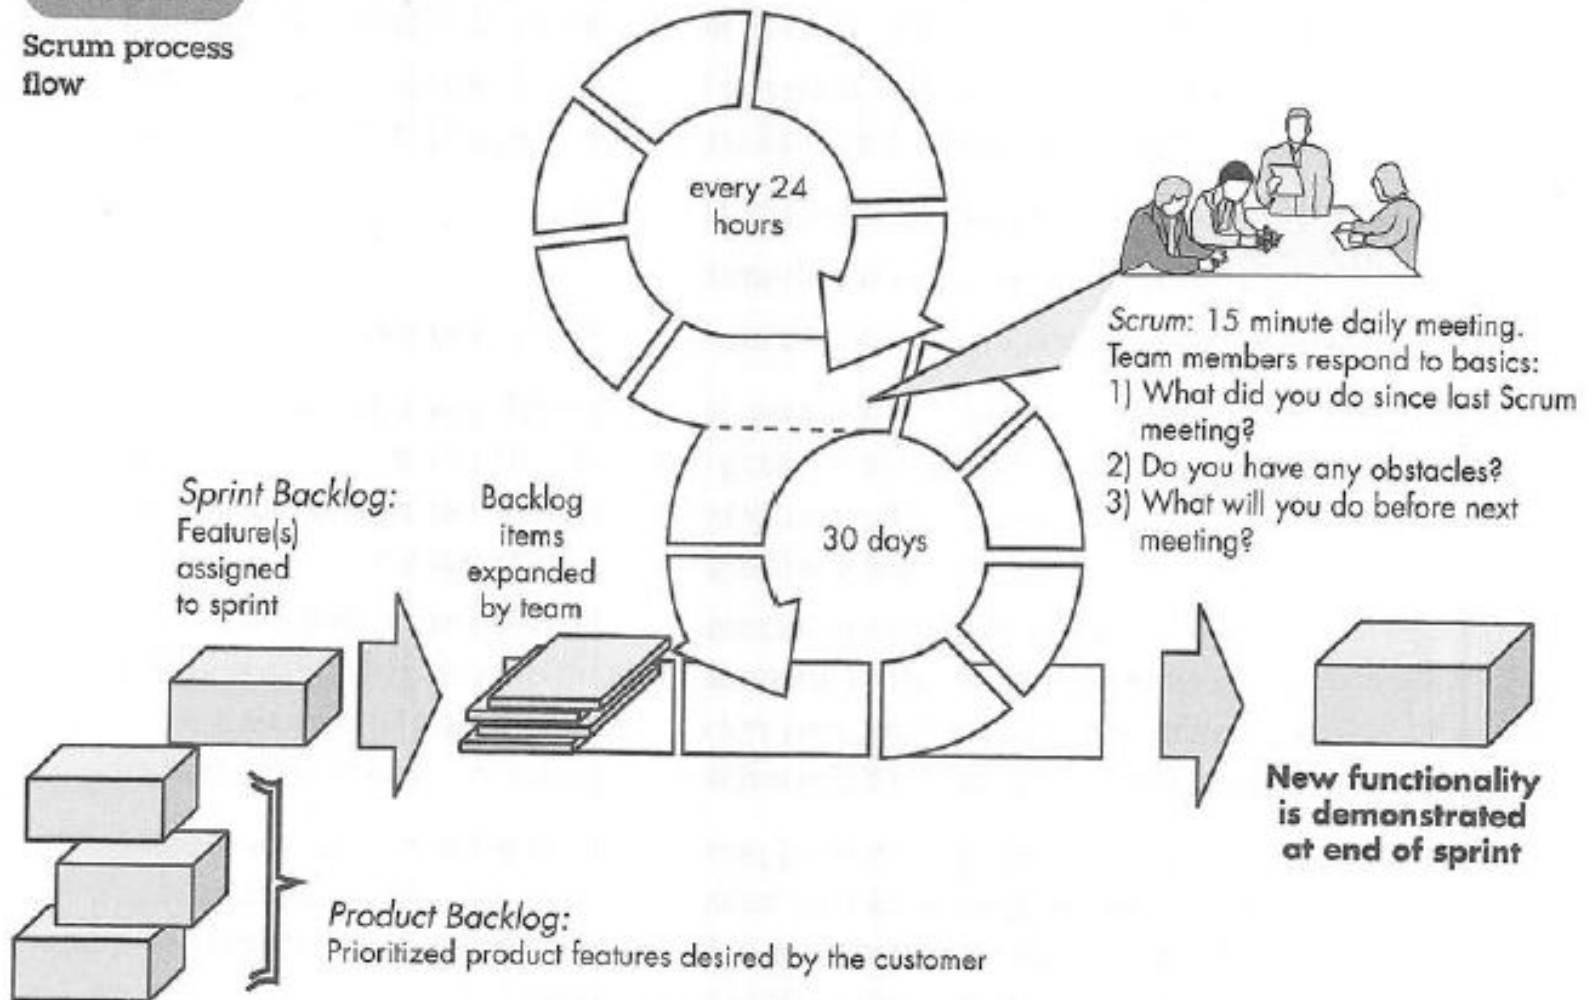 Scrum process
flow
every 24
hours
Scrum: 15 minute daily meeting.
Team members respond to basics:
1) What did you do since last Scrum
meeting?
2) Do you have any obstacles?
3) What will you do before next
meeting?
Sprint Backlog:
Feature(s)
assigned
to sprint
Backlog
items
expanded
by team
30 days
New functionality
is demonstrated
at end of sprint
Product Backlog:
Prioritized product features desired by the customer